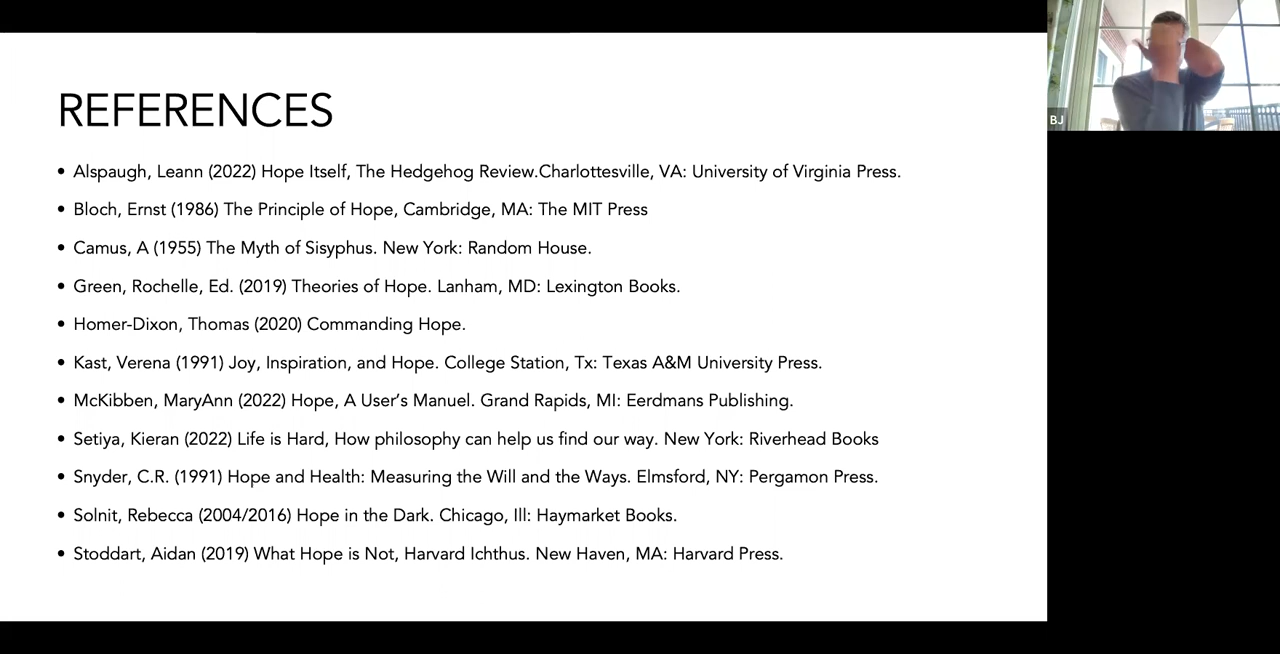 REFERENCES
• Alspaugh, Leann (2022) Hope Itself, The Hedgehog Review.Charlottesville, VA: University of Virginia Press.
• Bloch, Ernst (1986) The Principle of Hope, Cambridge, MA: The MIT Press
• Camus, A (1955) The Myth of Sisyphus. New York: Random House.
• Green, Rochelle, Ed. (2019) Theories of Hope. Lanham, MD: Lexington Books.
• Homer-Dixon, Thomas (2020) Commanding Hope.
• Kast, Verena (1991) Joy, Inspiration, and Hope. College Station, Tx: Texas A&M University Press.
• McKibben, MaryAnn (2022) Hope, A User’s Manuel. Grand Rapids, MI: Eerdmans Publishing.
• Setiya, Kieran (2022) Life is Hard, How philosophy can help us find our way. New York: Riverhead Books
• Snyder, C.R. (1991) Hope and Health: Measuring the Will and the Ways. Elmsford, NY: Pergamon Press.
• Solnit, Rebecca (2004/2016) Hope in the Dark. Chicago, Ill: Haymarket Books.
• Stoddart, Aidan (2019) What Hope is Not, Harvard Ichthus. New Haven, MA: Harvard Press.
BJ